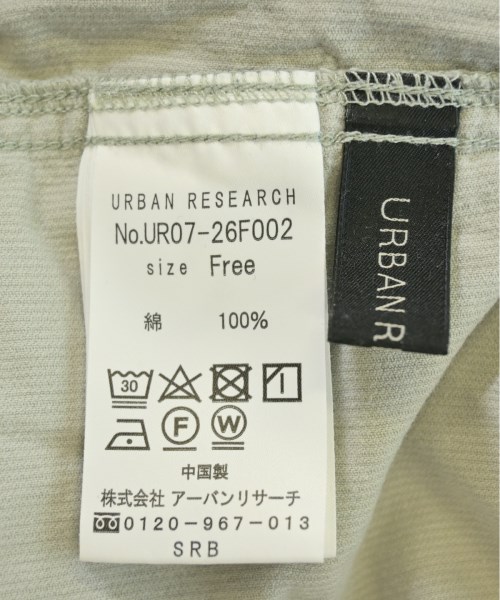 URBAN RESEARCH
No.UR07-26F002
size Free
綿 100%
30
F W
中国製
株式会社 アーバンリサーチ
0120-967-013
SRB
URBAN R